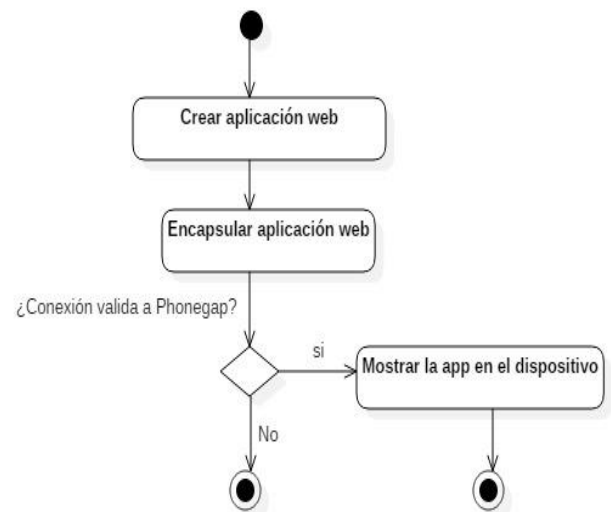 Crear aplicación web
Encapsular aplicación web
¿Conexión valida a Phonegap?
si
Mostrar la app en el dispositivo
No